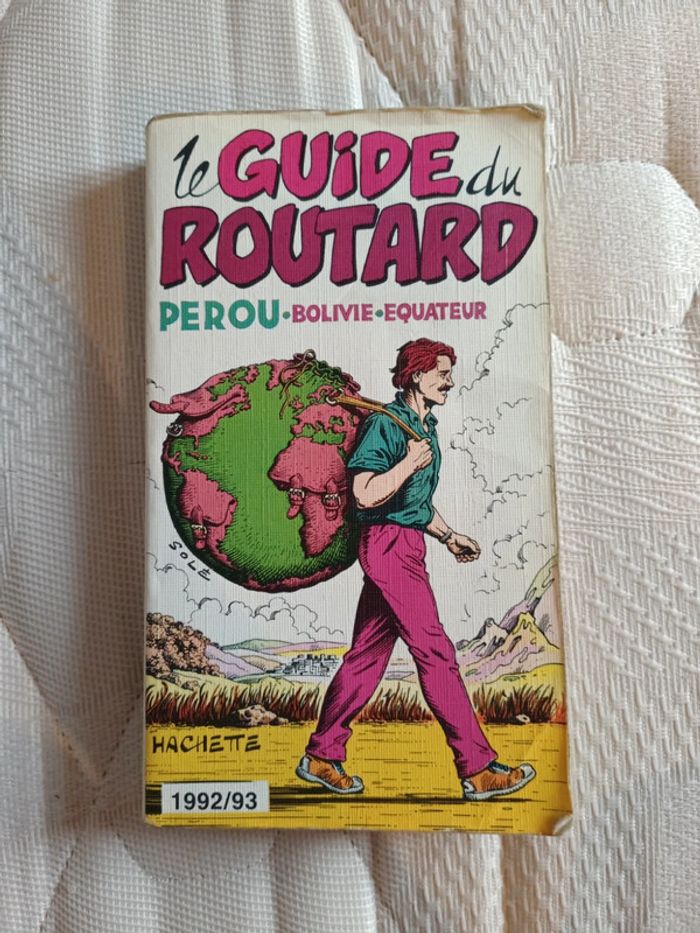 le GUIDE du
ROUTARD
PEROU • BOLIVIE • EQUATEUR
SOLÉ
HACHETTE
1992/93